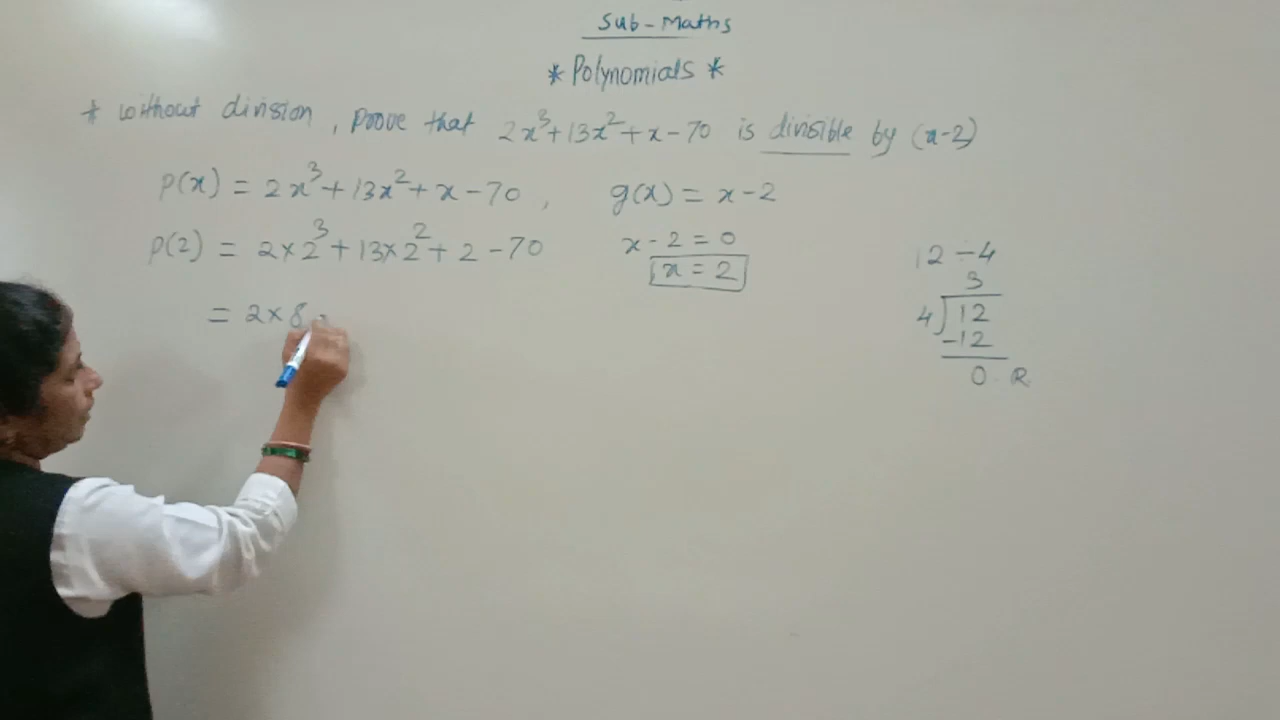 Sub-Maths
* Polynomials *
* without division, prove that 2x³+13x²+x-70 is divisible by (x-2)
p(x) = 2x³+13x²+x-70, g(x) = x-2
p(2) = 2×2³+13×2²+2-70
x-2=0
x=2
= 2×8
12-4
3
4)12
-12
0 R